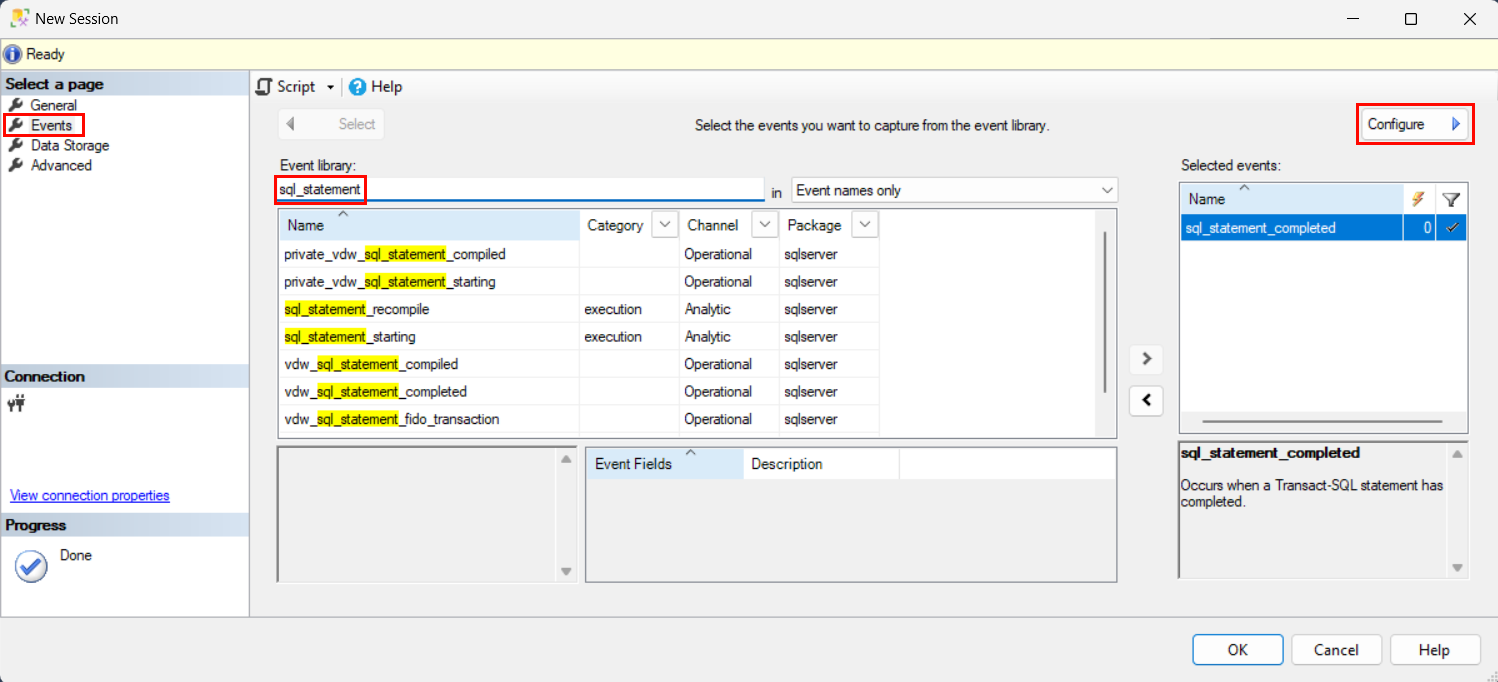 New Session
Ready
Select a page
General
Events
Data Storage
Advanced
Connection
View connection properties
Progress
Done
Script
Help
Select
Select the events you want to capture from the event library.
Configure
Event library:
sql_statement
in
Event names only
Name Category Channel Package
private_vdw_sql_statement_compiled Operational sqlserver
private_vdw_sql_statement_starting Operational sqlserver
sql_statement_recompile execution Analytic sqlserver
sql_statement_starting execution Analytic sqlserver
vdw_sql_statement_compiled Operational sqlserver
vdw_sql_statement_completed Operational sqlserver
vdw_sql_statement_fido_transaction Operational sqlserver
Event Fields Description
Selected events:
Name
sql_statement_completed 0
sql_statement_completed
Occurs when a Transact-SQL statement has
completed.
OK Cancel Help